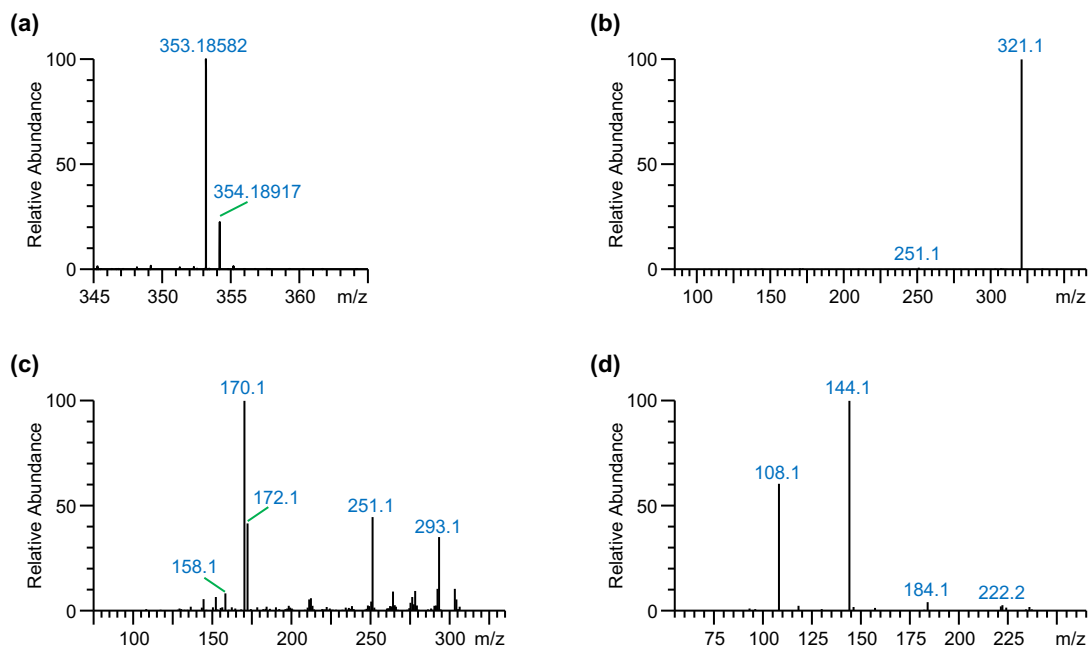 (a)
353.18582
100
354.18917
50
0
345 350 355 360 m/z
Relative Abundance
(b)
321.1
100
50
251.1
0
100 150 200 250 300 m/z
Relative Abundance
(c)
170.1
100
172.1
251.1
293.1
158.1
50
0
100 150 200 250 300 m/z
Relative Abundance
(d)
144.1
100
108.1
50
184.1
222.2
0
75 100 125 150 175 200 225 m/z
Relative Abundance